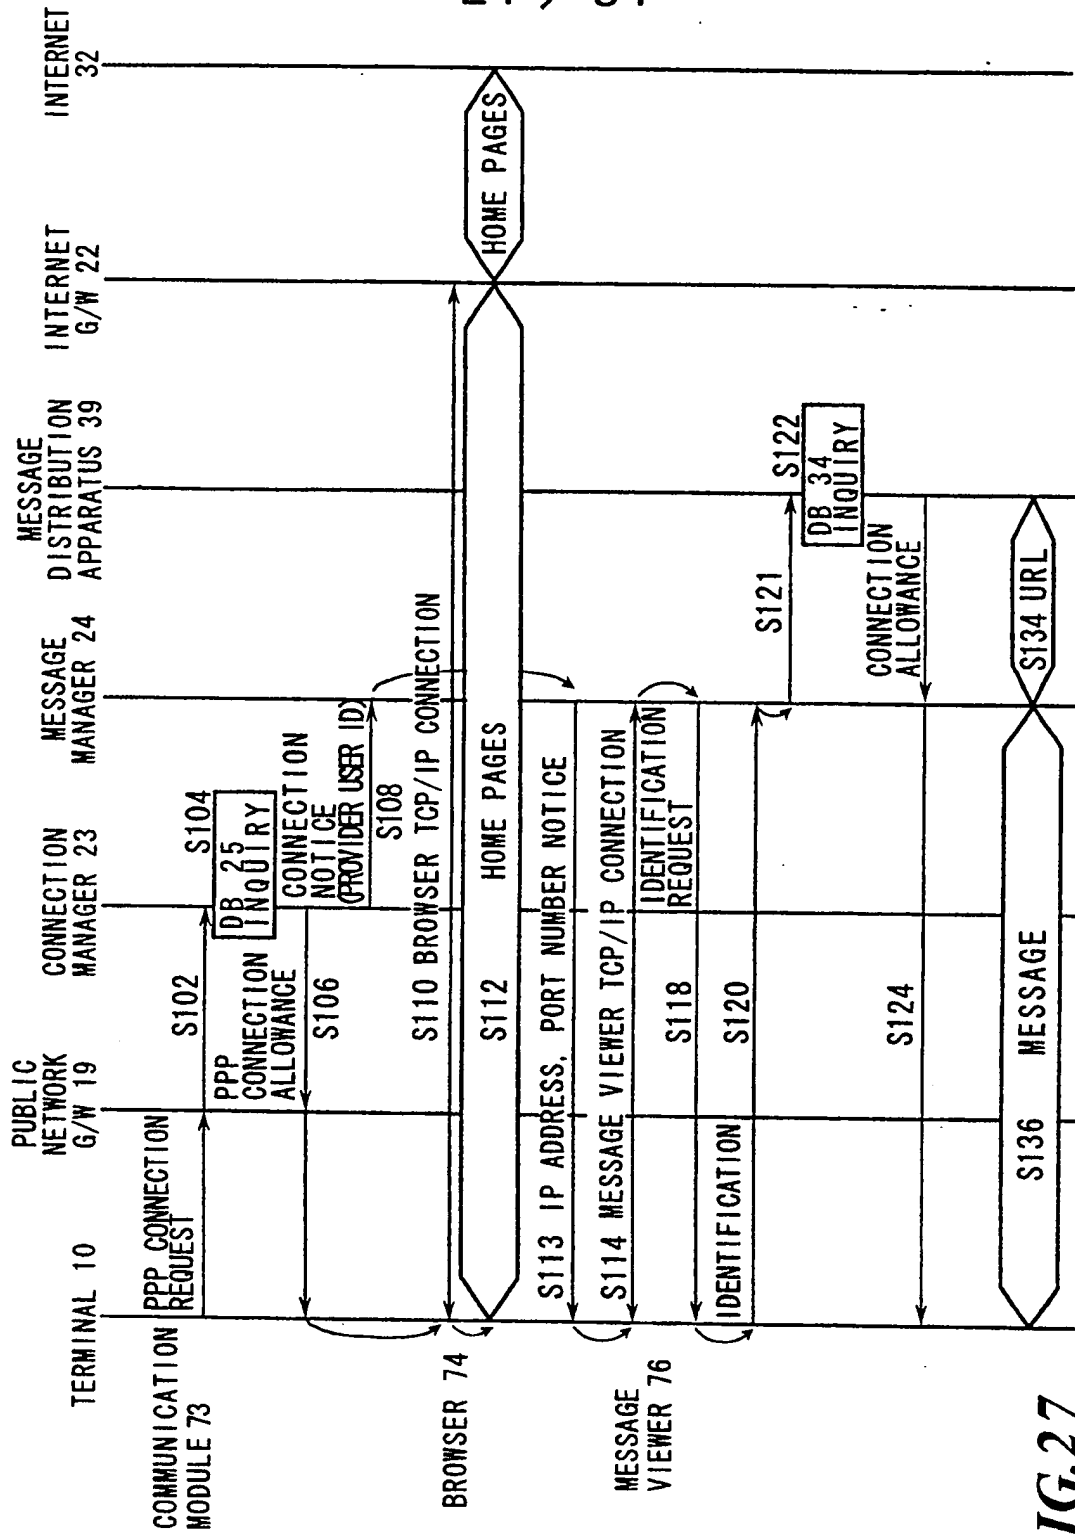 PUBLIC
NETWORK
G/W 19
CONNECTION
MANAGER 23
MESSAGE
MANAGER 24
MESSAGE
DISTRIBUTION
APPARATUS 39
INTERNET
G/W 22
INTERNET
32
TERMINAL 10
COMMUNICATION
MODULE 73
PPP CONNECTION
REQUEST
S102
S104
DB 25
INQUIRY
PPP
CONNECTION
ALLOWANCE
S106
CONNECTION
NOTICE
(PROVIDER USER ID)
S108
BROWSER 74
S110 BROWSER TCP/IP CONNECTION
S112 HOME PAGES
HOME PAGES
S113 IP ADDRESS, PORT NUMBER NOTICE
MESSAGE
VIEWER 76
S114 MESSAGE VIEWER TCP/IP CONNECTION
IDENTIFICATION
REQUEST
S118
IDENTIFICATION
S120
S121
S122
DB 34
INQUIRY
CONNECTION
ALLOWANCE
S124
S134 URL
S136 MESSAGE